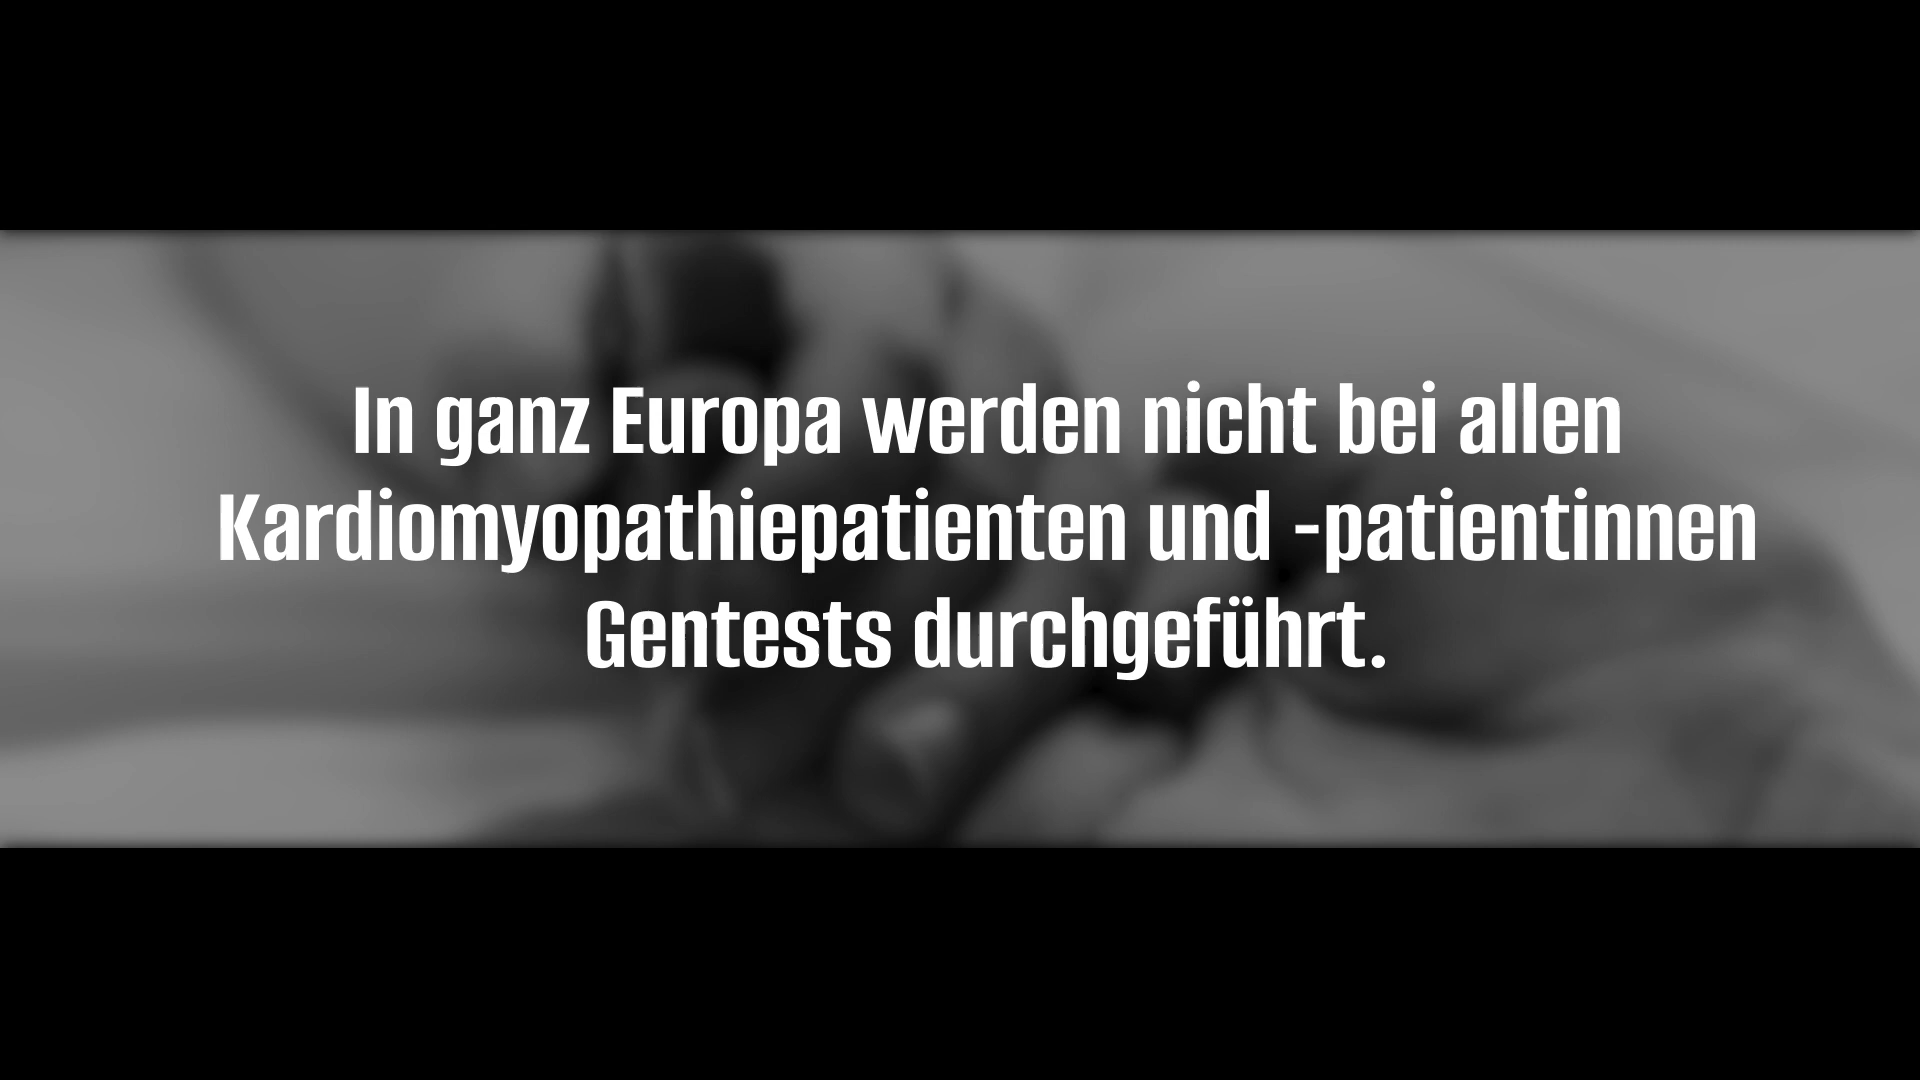 In ganz Europa werden nicht bei allen
Kardiomyopathiepatienten und -patientinnen
Gentests durchgeführt.